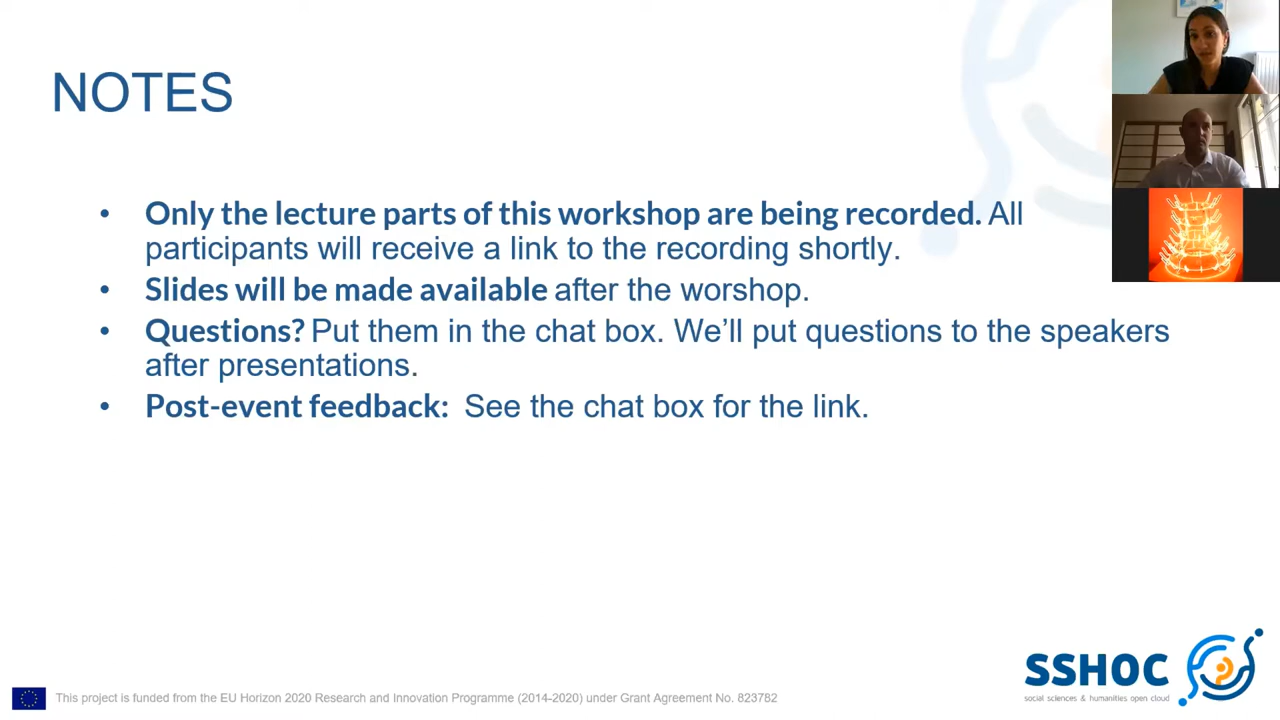 NOTES
• Only the lecture parts of this workshop are being recorded. All
participants will receive a link to the recording shortly.
• Slides will be made available after the worshop.
• Questions? Put them in the chat box. We’ll put questions to the speakers
after presentations.
• Post-event feedback: See the chat box for the link.
SSHOC
social sciences & humanities open cloud
This project is funded from the EU Horizon 2020 Research and Innovation Programme (2014-2020) under Grant Agreement No. 823782